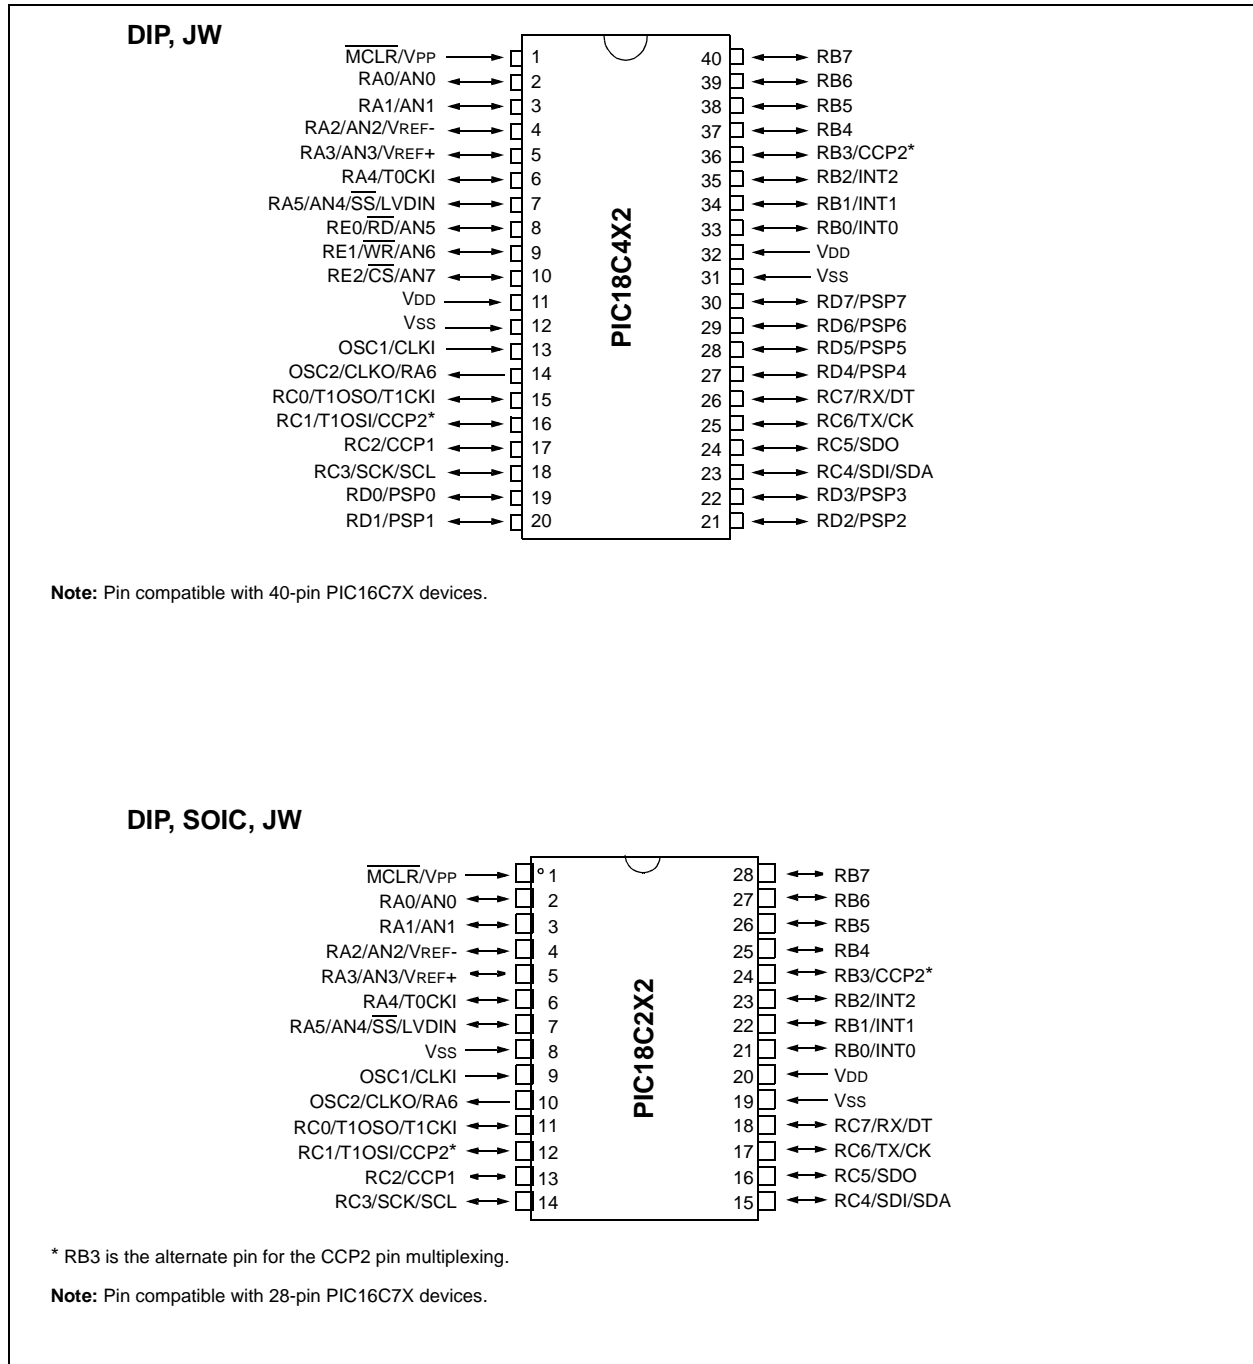 DIP, JW
MCLR/VPP 1 40 RB7
RA0/AN0 2 39 RB6
RA1/AN1 3 38 RB5
RA2/AN2/VREF- 4 37 RB4
RA3/AN3/VREF+ 5 36 RB3/CCP2*
RA4/T0CKI 6 35 RB2/INT2
RA5/AN4/SS/LVDIN 7 34 RB1/INT1
RE0/RD/AN5 8 33 RB0/INT0
RE1/WR/AN6 9 32 VDD
RE2/CS/AN7 10 31 VSS
VDD 11 30 RD7/PSP7
VSS 12 29 RD6/PSP6
OSC1/CLKI 13 28 RD5/PSP5
OSC2/CLKO/RA6 14 27 RD4/PSP4
RC0/T1OSO/T1CKI 15 26 RC7/RX/DT
RC1/T1OSI/CCP2* 16 25 RC6/TX/CK
RC2/CCP1 17 24 RC5/SDO
RC3/SCK/SCL 18 23 RC4/SDI/SDA
RD0/PSP0 19 22 RD3/PSP3
RD1/PSP1 20 21 RD2/PSP2
PIC18C4X2
Note: Pin compatible with 40-pin PIC16C7X devices.
DIP, SOIC, JW
MCLR/VPP 1 28 RB7
RA0/AN0 2 27 RB6
RA1/AN1 3 26 RB5
RA2/AN2/VREF- 4 25 RB4
RA3/AN3/VREF+ 5 24 RB3/CCP2*
RA4/T0CKI 6 23 RB2/INT2
RA5/AN4/SS/LVDIN 7 22 RB1/INT1
VSS 8 21 RB0/INT0
OSC1/CLKI 9 20 VDD
OSC2/CLKO/RA6 10 19 VSS
RC0/T1OSO/T1CKI 11 18 RC7/RX/DT
RC1/T1OSI/CCP2* 12 17 RC6/TX/CK
RC2/CCP1 13 16 RC5/SDO
RC3/SCK/SCL 14 15 RC4/SDI/SDA
PIC18C2X2
* RB3 is the alternate pin for the CCP2 pin multiplexing.
Note: Pin compatible with 28-pin PIC16C7X devices.